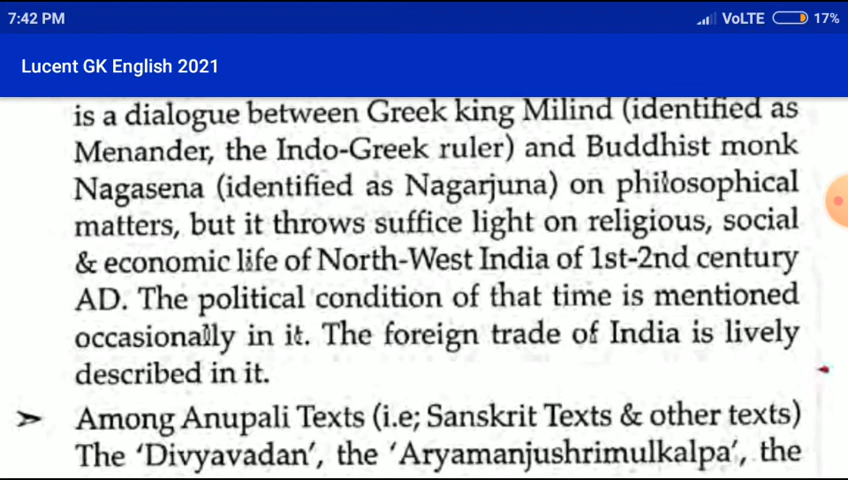 7:42 PM
VoLTE 17%
Lucent GK English 2021
is a dialogue between Greek king Milind (identified as
Menander, the Indo-Greek ruler) and Buddhist monk
Nagasena (identified as Nagarjuna) on philosophical
matters, but it throws suffice light on religious, social
& economic life of North-West India of 1st-2nd century
AD. The political condition of that time is mentioned
occasionally in it. The foreign trade of India is lively
described in it.
➤ Among Anupali Texts (i.e; Sanskrit Texts & other texts)
The ‘Divyavadan’, the ‘Aryamanjushrimulkalpa’, the